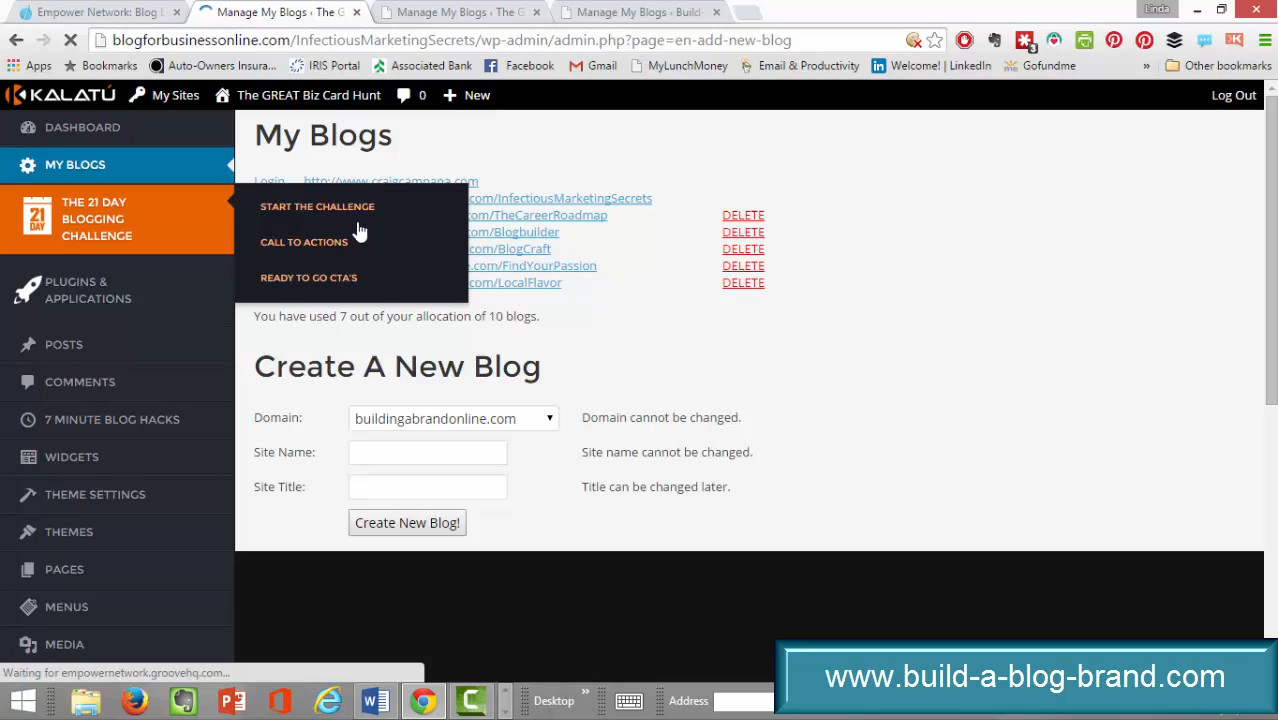 Empower Network: Blog L
Manage My Blogs ‹ The G
Manage My Blogs ‹ The G
Manage My Blogs ‹ Build-
Linda
blogforbusinessonline.com/InfectiousMarketingSecrets/wp-admin/admin.php?page=en-add-new-blog
Apps
Bookmarks
Auto-Owners Insura...
IRIS Portal
Associated Bank
Facebook
Gmail
MyLunchMoney
Email & Productivity
Welcome! | LinkedIn
Gofundme
»
Other bookmarks
KALATŪ
My Sites
The GREAT Biz Card Hunt
0
New
Log Out
DASHBOARD
MY BLOGS
21
DAY
THE 21 DAY
BLOGGING
CHALLENGE
PLUGINS &
APPLICATIONS
POSTS
COMMENTS
7 MINUTE BLOG HACKS
WIDGETS
THEME SETTINGS
THEMES
PAGES
MENUS
MEDIA
START THE CHALLENGE
CALL TO ACTIONS
READY TO GO CTA'S
My Blogs
Login http://www.craigcampana.com
com/InfectiousMarketingSecrets
com/TheCareerRoadmap DELETE
com/Blogbuilder DELETE
com/BlogCraft DELETE
e.com/FindYourPassion DELETE
com/LocalFlavor DELETE
You have used 7 out of your allocation of 10 blogs.
Create A New Blog
Domain: buildingabrandonline.com Domain cannot be changed.
Site Name: Site name cannot be changed.
Site Title: Title can be changed later.
Create New Blog!
Waiting for empowernetwork.groovehq.com...
www.build-a-blog-brand.com
Desktop
»
Address